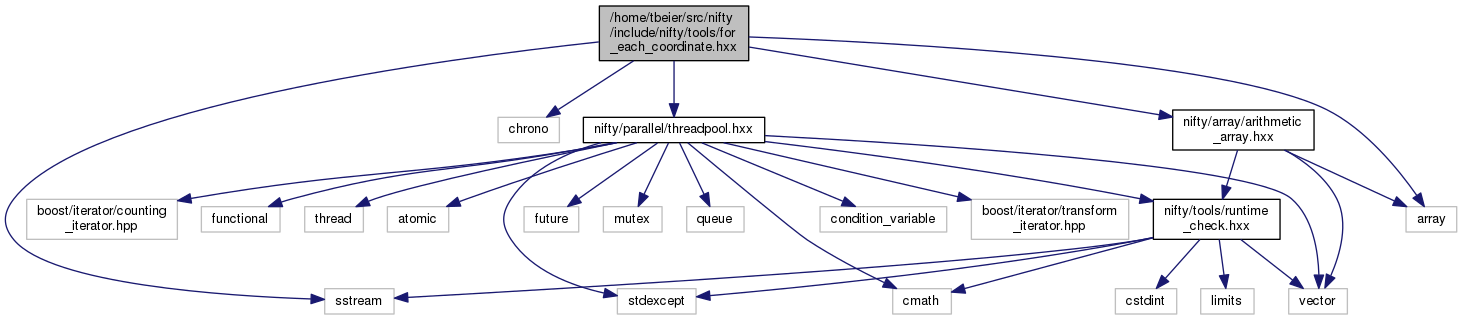 /home/tbeier/src/nifty
/include/nifty/tools/for
_each_coordinate.hxx
chrono
nifty/parallel/threadpool.hxx
nifty/array/arithmetic
_array.hxx
boost/iterator/counting
_iterator.hpp
functional
thread
atomic
future
mutex
queue
condition_variable
boost/iterator/transform
_iterator.hpp
nifty/tools/runtime
_check.hxx
array
sstream
stdexcept
cmath
cstdint
limits
vector